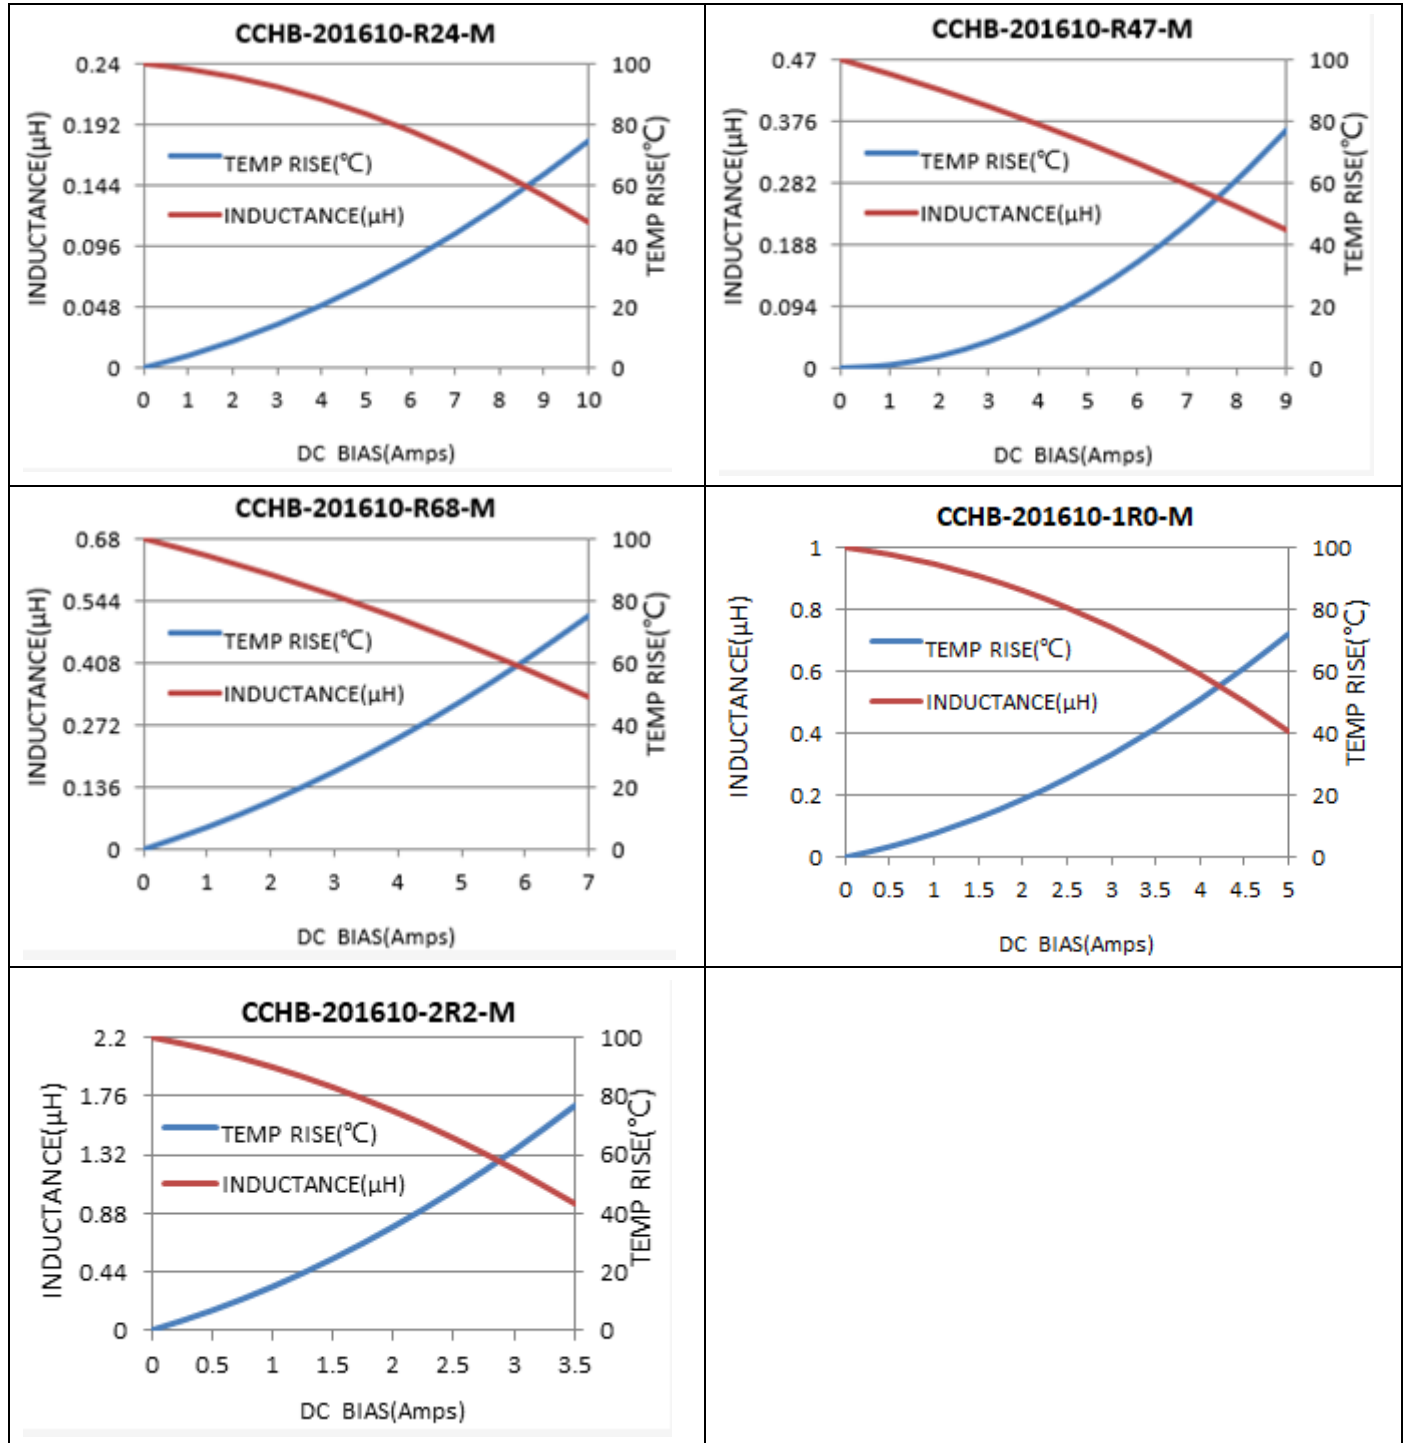 CCHB-201610-R24-M
0.24
0.192
0.144
0.096
0.048
0
INDUCTANCE(µH)
TEMP RISE(℃)
INDUCTANCE(µH)
100
80
60
40
20
0
TEMP RISE(℃)
0 1 2 3 4 5 6 7 8 9 10
DC BIAS(Amps)
CCHB-201610-R47-M
0.47
0.376
0.282
0.188
0.094
0
INDUCTANCE(µH)
TEMP RISE(℃)
INDUCTANCE(µH)
100
80
60
40
20
0
TEMP RISE(℃)
0 1 2 3 4 5 6 7 8 9
DC BIAS(Amps)
CCHB-201610-R68-M
0.68
0.544
0.408
0.272
0.136
0
INDUCTANCE(µH)
TEMP RISE(℃)
INDUCTANCE(µH)
100
80
60
40
20
0
TEMP RISE(℃)
0 1 2 3 4 5 6 7
DC BIAS(Amps)
CCHB-201610-1R0-M
1
0.8
0.6
0.4
0.2
0
INDUCTANCE(µH)
TEMP RISE(℃)
INDUCTANCE(µH)
100
80
60
40
20
0
TEMP RISE(℃)
0 0.5 1 1.5 2 2.5 3 3.5 4 4.5 5
DC BIAS(Amps)
CCHB-201610-2R2-M
2.2
1.76
1.32
0.88
0.44
0
INDUCTANCE(µH)
TEMP RISE(℃)
INDUCTANCE(µH)
100
80
60
40
20
0
TEMP RISE(℃)
0 0.5 1 1.5 2 2.5 3 3.5
DC BIAS(Amps)